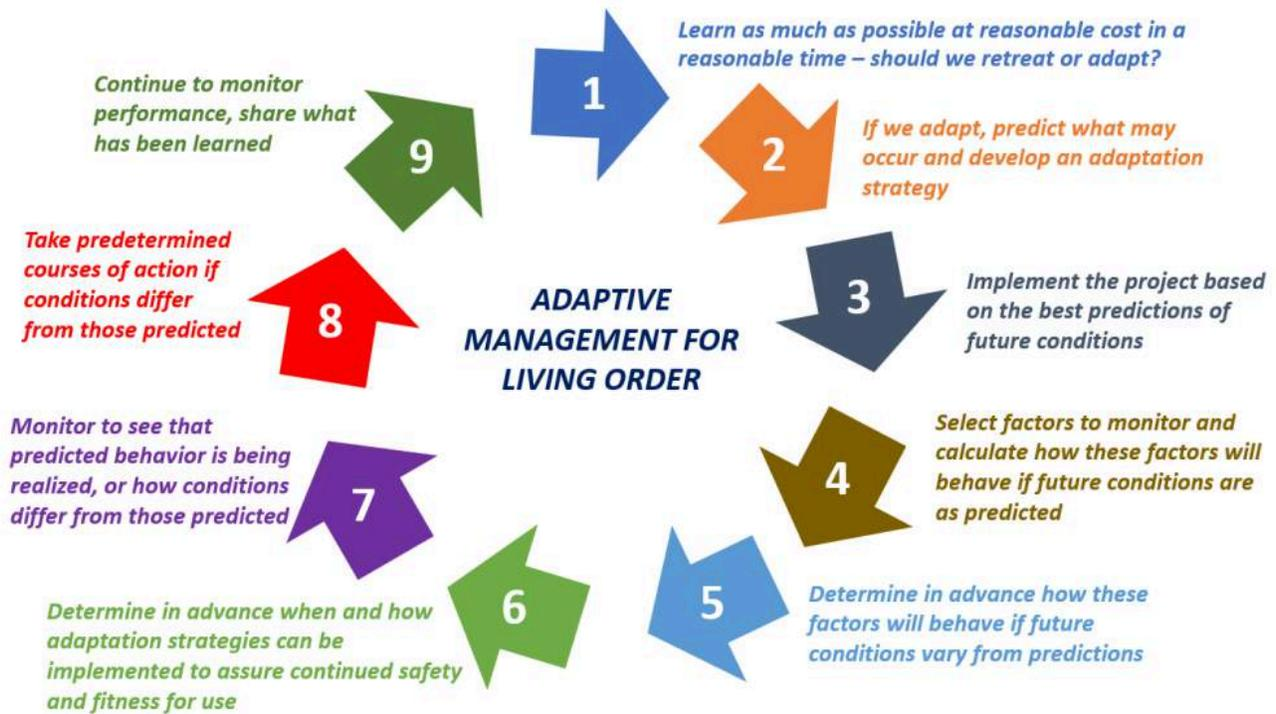 1
Learn as much as possible at reasonable cost in a
reasonable time – should we retreat or adapt?
2
If we adapt, predict what may
occur and develop an adaptation
strategy
3
Implement the project based
on the best predictions of
future conditions
4
Select factors to monitor and
calculate how these factors will
behave if future conditions are
as predicted
5
Determine in advance how these
factors will behave if future
conditions vary from predictions
6
Determine in advance when and how
adaptation strategies can be
implemented to assure continued safety
and fitness for use
7
Monitor to see that
predicted behavior is being
realized, or how conditions
differ from those predicted
8
Take predetermined
courses of action if
conditions differ
from those predicted
9
Continue to monitor
performance, share what
has been learned
ADAPTIVE
MANAGEMENT FOR
LIVING ORDER